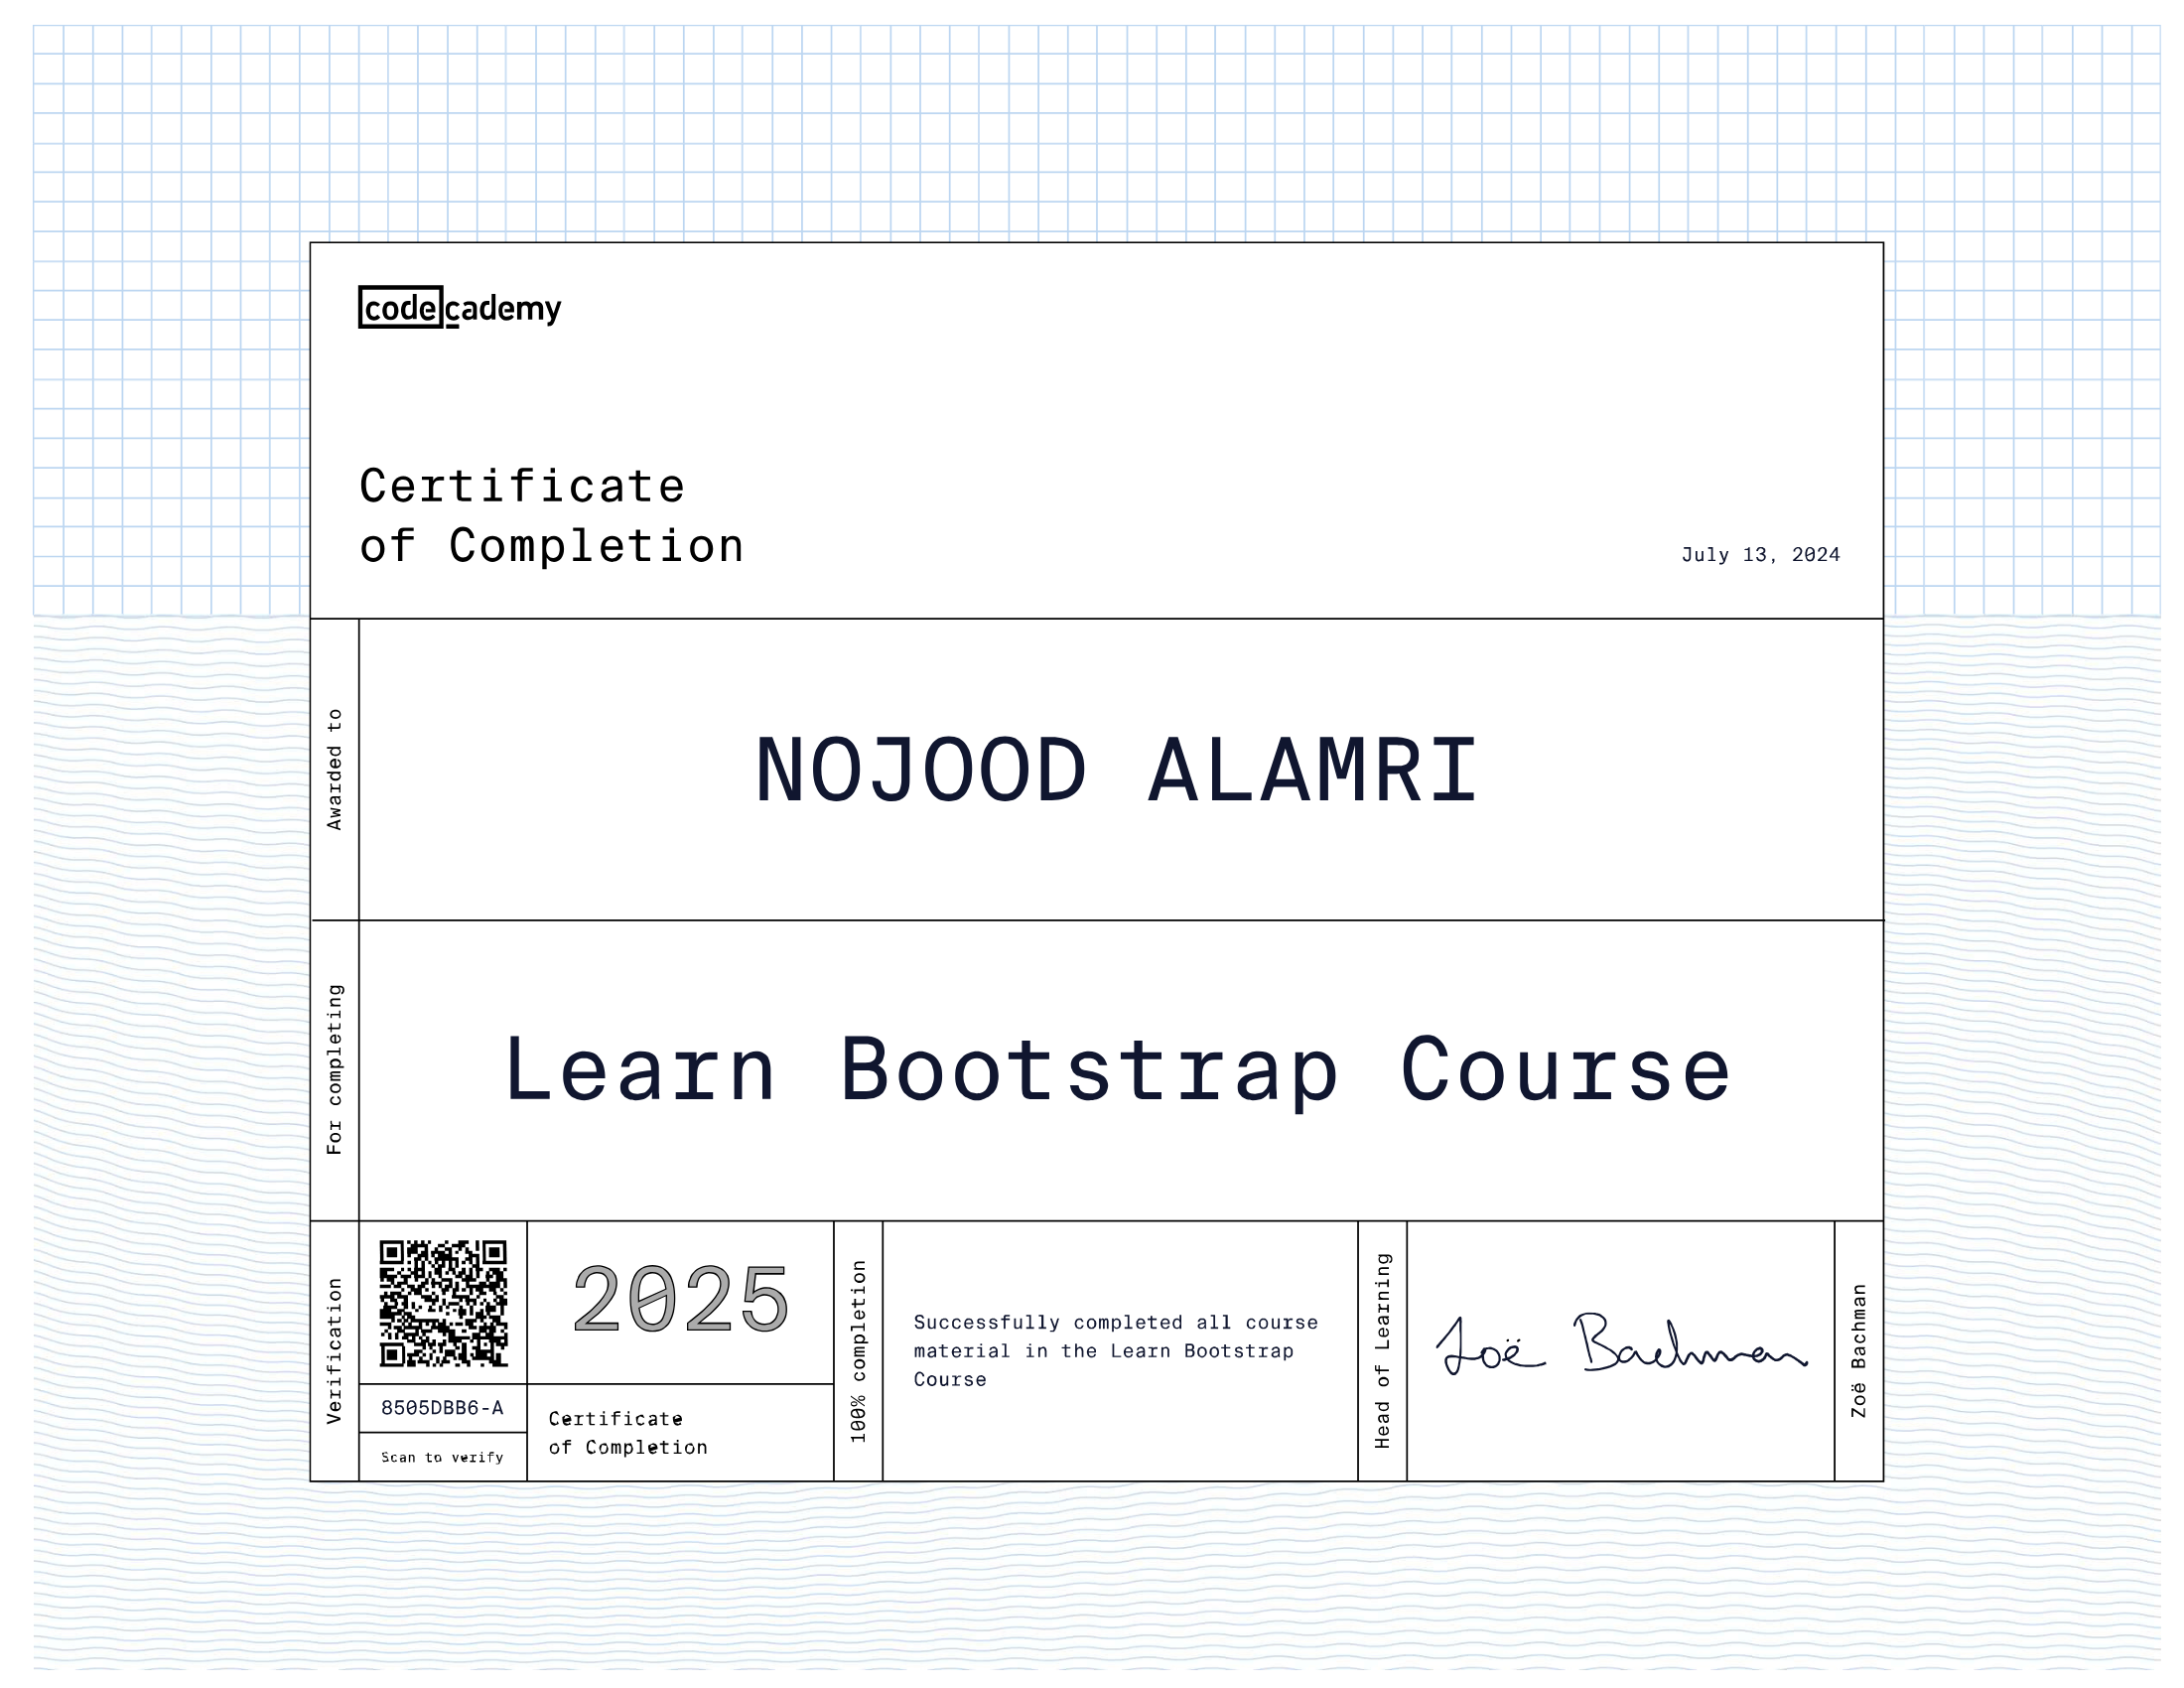 codecademy
Certificate
of Completion
July 13, 2024
Awarded to
NOJOOD ALAMRI
For completing
Learn Bootstrap Course
Verification
8505DBB6-A
Scan to verify
2025
Certificate
of Completion
100% completion
Successfully completed all course
material in the Learn Bootstrap
Course
Head of Learning
Zoë Bachman
Zoë Bachman